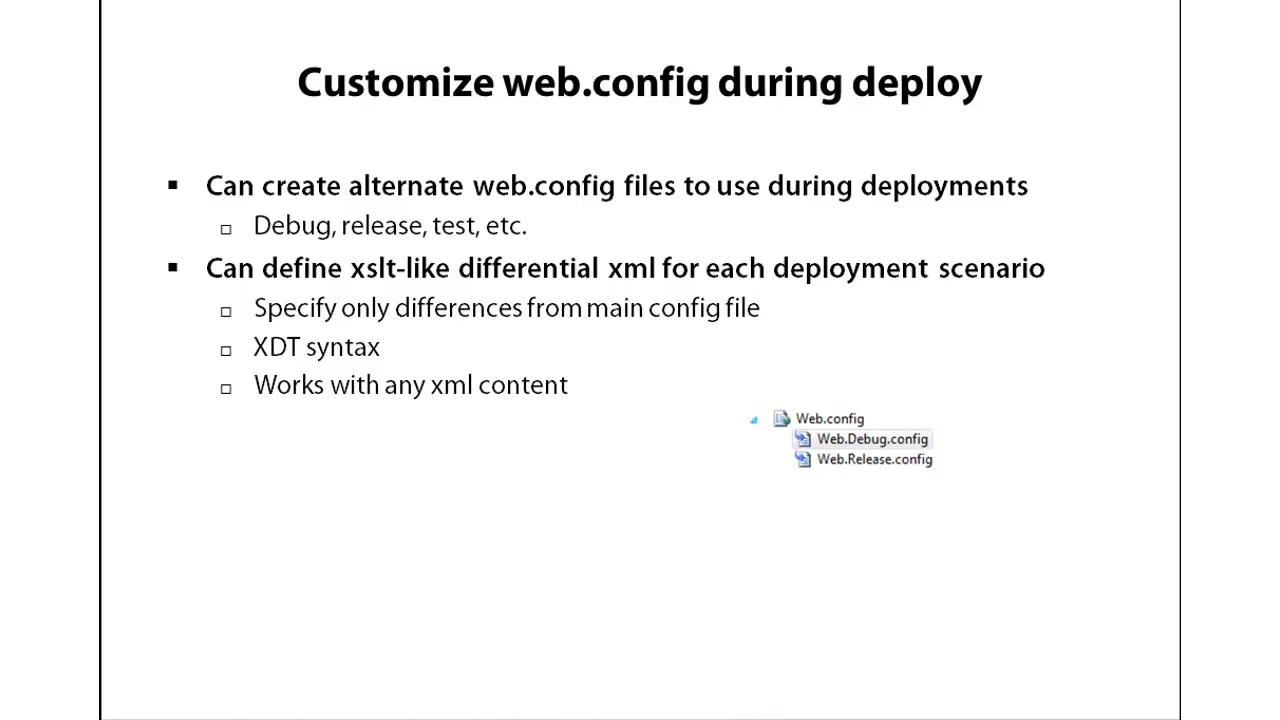 Customize web.config during deploy
Can create alternate web.config files to use during deployments
Debug, release, test, etc.
Can define xslt-like differential xml for each deployment scenario
Specify only differences from main config file
XDT syntax
Works with any xml content
Web.config
Web.Debug.config
Web.Release.config